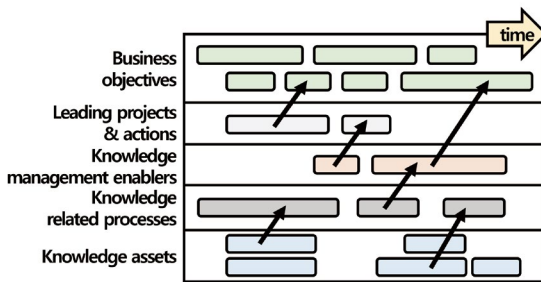 time
Business
objectives
Leading projects
& actions
Knowledge
management enablers
Knowledge
related processes
Knowledge assets